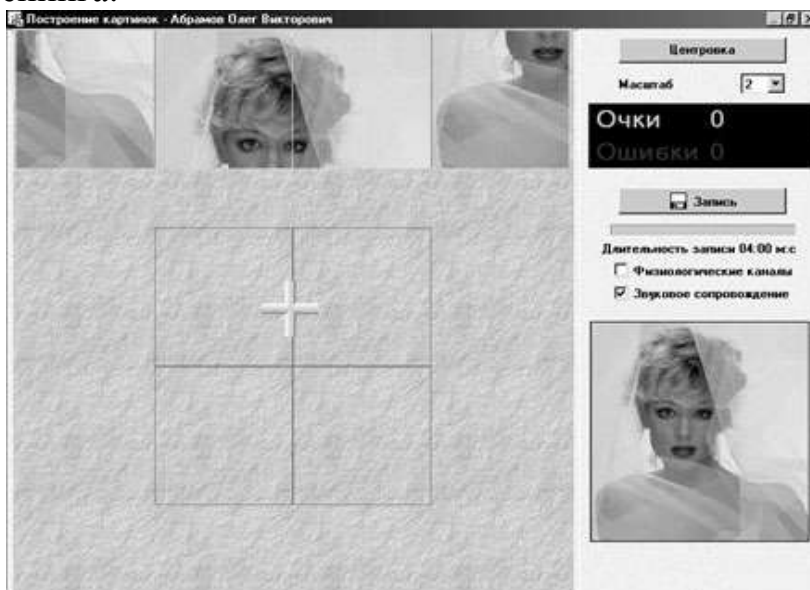 Построение картинок - Абрамов Олег Викторович
Центровка
Масштаб 2
Очки 0
Ошибки 0
Запись
Длительность записи 04:00 м:с
Физиологические каналы
Звуковое сопровождение